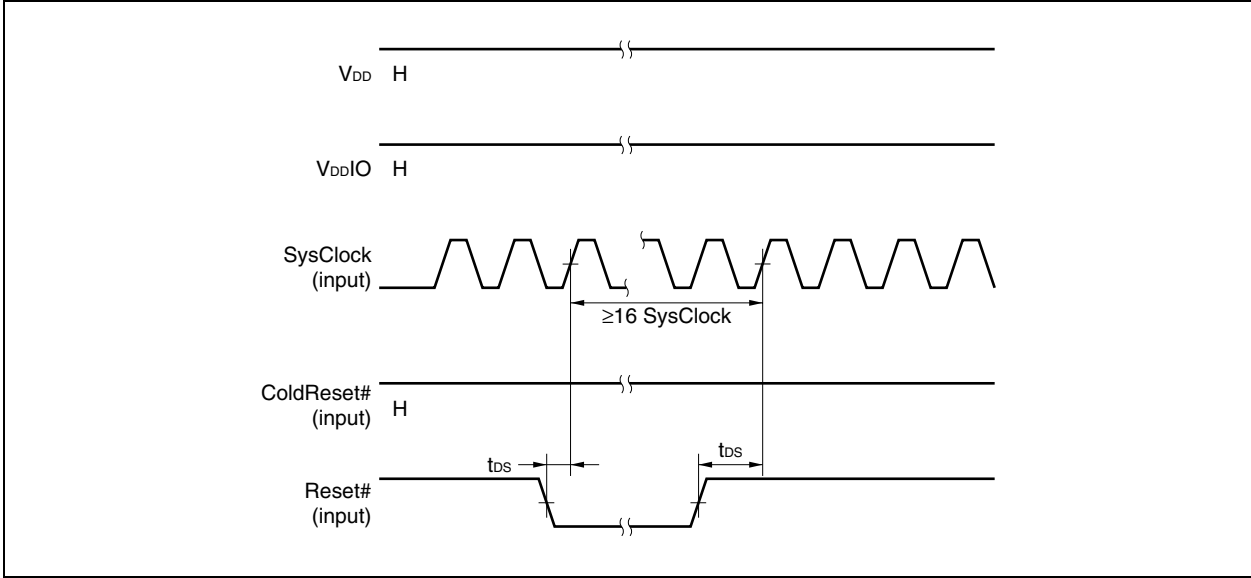 VDD H
VDDIO H
SysClock
(input)
≥16 SysClock
ColdReset#
(input) H
tDS tDS
Reset#
(input)